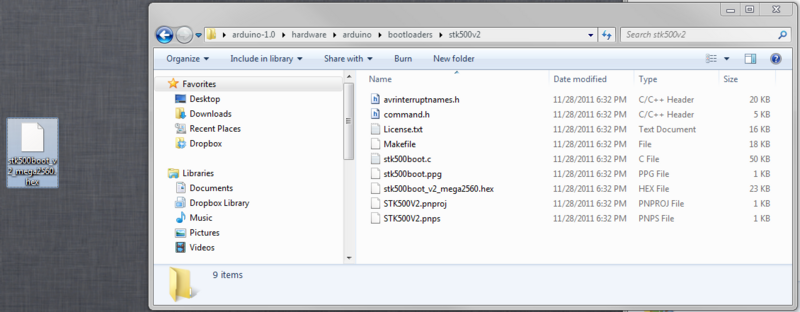 arduino-1.0 ▸ hardware ▸ arduino ▸ bootloaders ▸ stk500v2
Search stk500v2
Organize Include in library Share with Burn New folder
Favorites
Desktop
Downloads
Recent Places
Dropbox
Libraries
Documents
Dropbox Library
Music
Pictures
Videos
Name Date modified Type Size
avrinterruptnames.h 11/28/2011 6:32 PM C/C++ Header 20 KB
command.h 11/28/2011 6:32 PM C/C++ Header 5 KB
License.txt 11/28/2011 6:32 PM Text Document 16 KB
Makefile 11/28/2011 6:32 PM File 18 KB
stk500boot.c 11/28/2011 6:32 PM C File 50 KB
stk500boot.ppg 11/28/2011 6:32 PM PPG File 1 KB
stk500boot_v2_mega2560.hex 11/28/2011 6:32 PM HEX File 23 KB
STK500V2.pnproj 11/28/2011 6:32 PM PNPROJ File 1 KB
STK500V2.pnps 11/28/2011 6:32 PM PNPS File 1 KB
9 items
stk500boot_v
2_mega2560.
hex